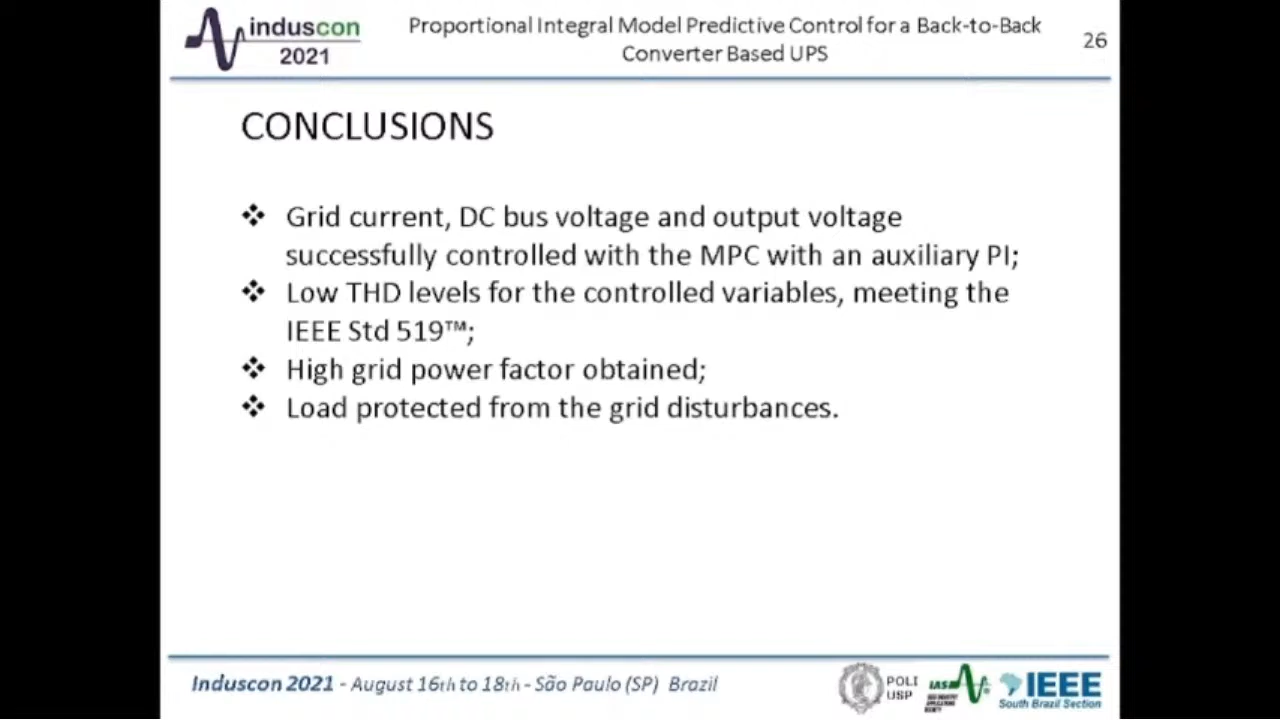 induscon
2021
Proportional Integral Model Predictive Control for a Back-to-Back
Converter Based UPS
26
CONCLUSIONS
❖ Grid current, DC bus voltage and output voltage
successfully controlled with the MPC with an auxiliary PI;
❖ Low THD levels for the controlled variables, meeting the
IEEE Std 519™;
❖ High grid power factor obtained;
❖ Load protected from the grid disturbances.
Induscon 2021 - August 16th to 18th - São Paulo (SP) Brazil
POLI
USP
IAS
IEEE
South Brazil Section